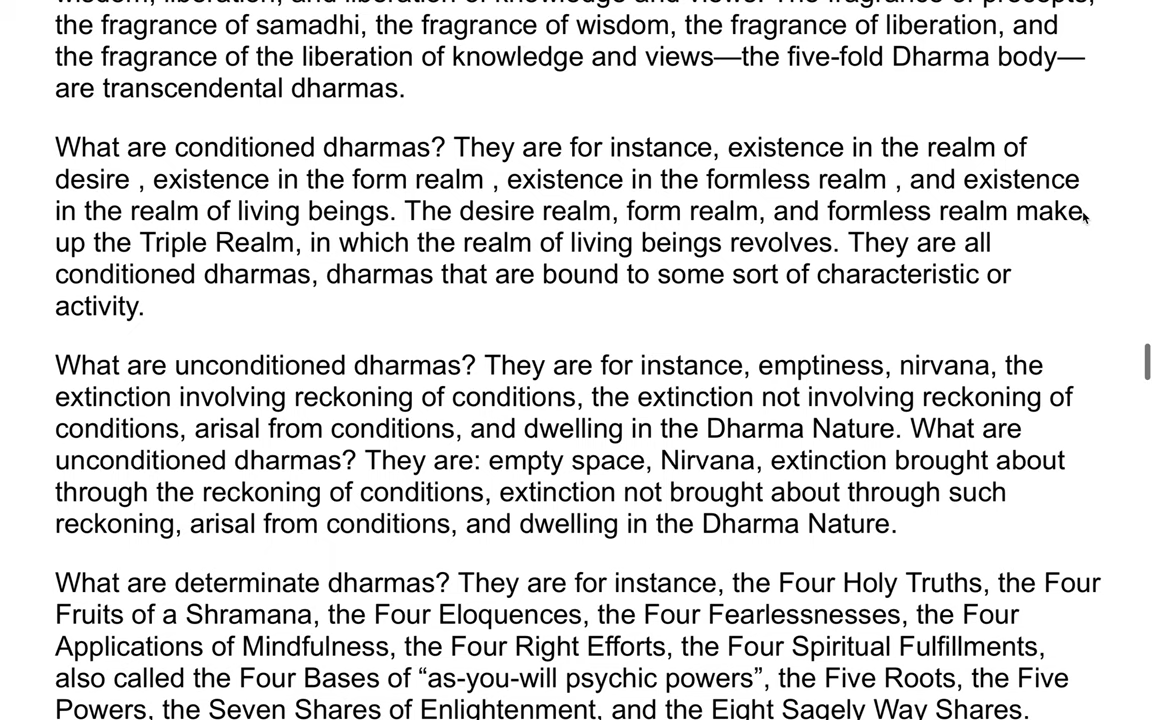 wisdom, liberation, and liberation of knowledge and views. The fragrance of precepts,
the fragrance of samadhi, the fragrance of wisdom, the fragrance of liberation, and
the fragrance of the liberation of knowledge and views—the five-fold Dharma body—
are transcendental dharmas.
What are conditioned dharmas? They are for instance, existence in the realm of
desire , existence in the form realm , existence in the formless realm , and existence
in the realm of living beings. The desire realm, form realm, and formless realm make
up the Triple Realm, in which the realm of living beings revolves. They are all
conditioned dharmas, dharmas that are bound to some sort of characteristic or
activity.
What are unconditioned dharmas? They are for instance, emptiness, nirvana, the
extinction involving reckoning of conditions, the extinction not involving reckoning of
conditions, arisal from conditions, and dwelling in the Dharma Nature. What are
unconditioned dharmas? They are: empty space, Nirvana, extinction brought about
through the reckoning of conditions, extinction not brought about through such
reckoning, arisal from conditions, and dwelling in the Dharma Nature.
What are determinate dharmas? They are for instance, the Four Holy Truths, the Four
Fruits of a Shramana, the Four Eloquences, the Four Fearlessnesses, the Four
Applications of Mindfulness, the Four Right Efforts, the Four Spiritual Fulfillments,
also called the Four Bases of “as-you-will psychic powers”, the Five Roots, the Five
Powers, the Seven Shares of Enlightenment, and the Eight Sagely Way Shares.